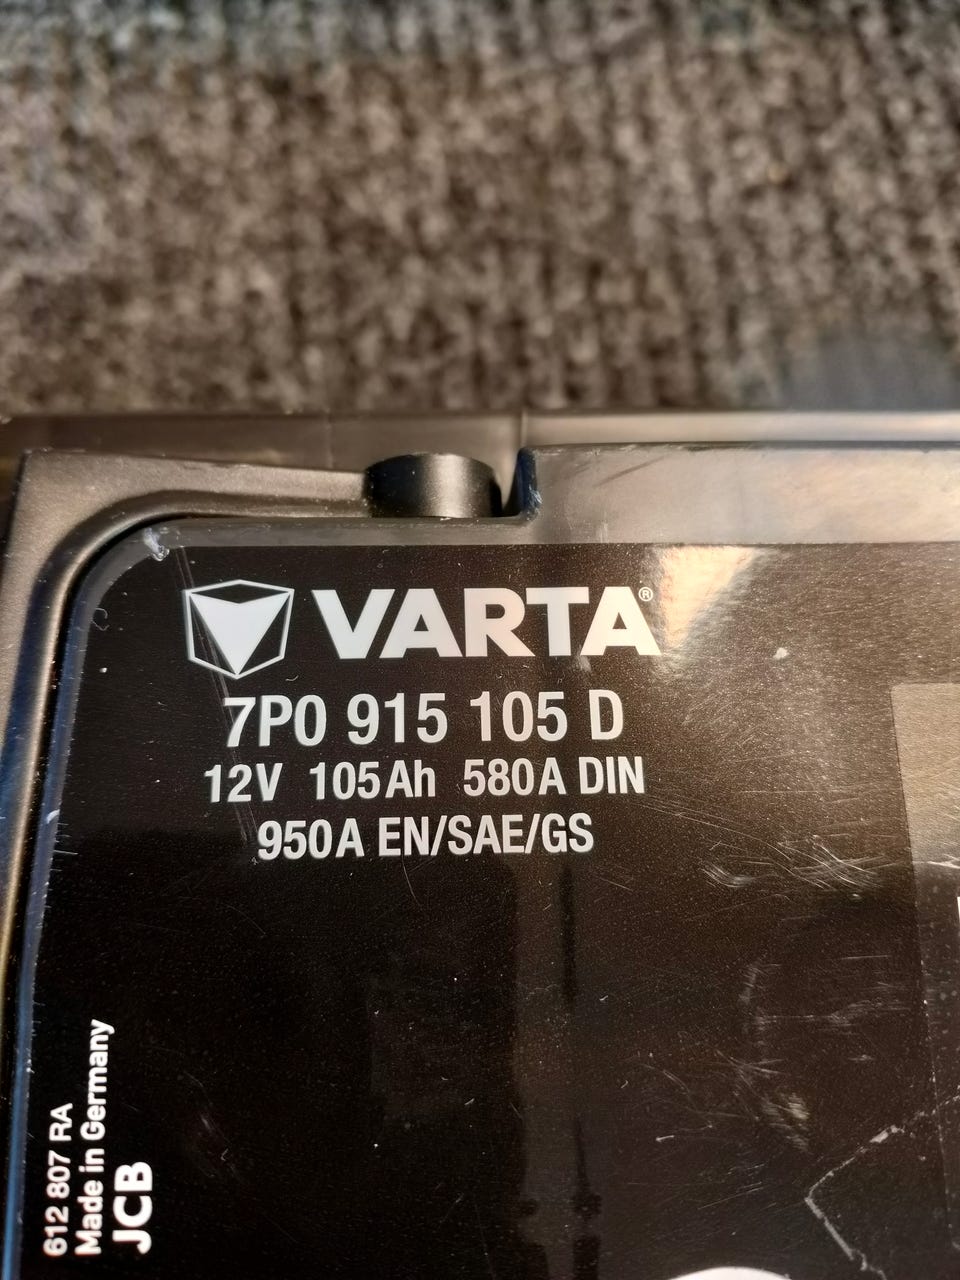 VARTA®
7P0 915 105 D
12V 105Ah 580A DIN
950A EN/SAE/GS
612 807 RA
Made in Germany
JCB